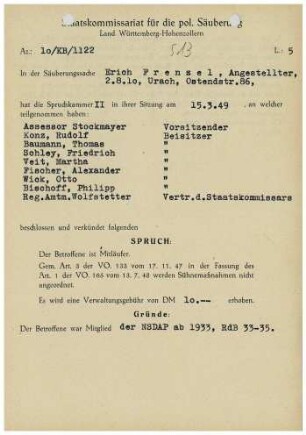 Staatskommissariat für die pol. Säuberung
Land Württemberg-Hohenzollern
Az.: 10/KB/1122
513
L.: 5
In der Säuberungssache Erich Frenzel, Angestellter,
2.8.10, Urach, Ostendstr.86,
hat die Spruchkammer II in ihrer Sitzung am 15.3.49, an welcher
teilgenommen haben:
Assessor Stockmayer Vorsitzender
Konz, Rudolf Beisitzer
Baumann, Thomas "
Schley, Friedrich "
Veit, Martha "
Fischer, Alexander "
Wick, Otto "
Bischoff, Philipp "
Reg.Amtm.Wolfstetter Vertr.d.Staatskommissars
beschlossen und verkündet folgenden
SPRUCH:
Der Betroffene ist Mitläufer.
Gem. Art. 3 der VO. 133 vom 17. 11. 47 in der Fassung des
Art. 1 der VO. 165 vom 13. 7. 48 werden Sühnemaßnahmen nicht
angeordnet.
Es wird eine Verwaltungsgebühr von DM 10.-- erhoben.
Gründe:
Der Betroffene war Mitglied der NSDAP ab 1933, RdB 33-35.